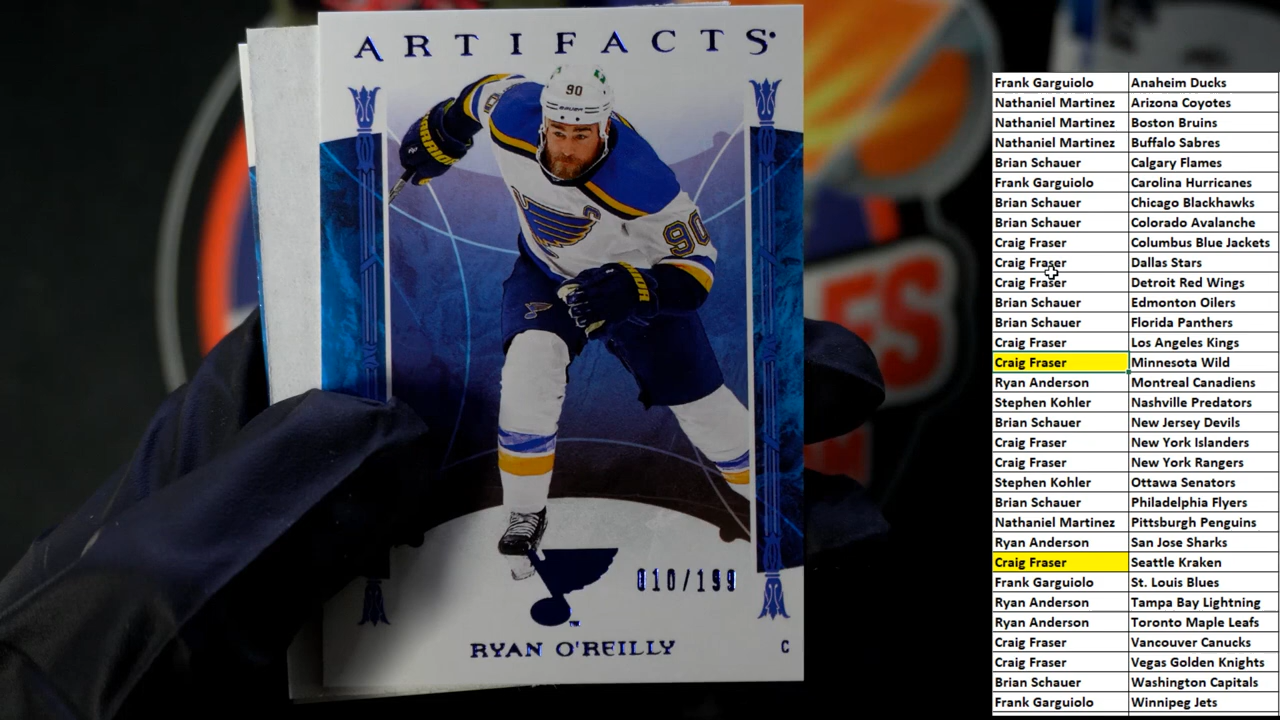 ARTIFACTS
90
90
C
WARRIOR
010/199
RYAN O'REILLY C
Frank Garguiolo Anaheim Ducks
Nathaniel Martinez Arizona Coyotes
Nathaniel Martinez Boston Bruins
Nathaniel Martinez Buffalo Sabres
Brian Schauer Calgary Flames
Frank Garguiolo Carolina Hurricanes
Brian Schauer Chicago Blackhawks
Brian Schauer Colorado Avalanche
Craig Fraser Columbus Blue Jackets
Craig Fraser Dallas Stars
Craig Fraser Detroit Red Wings
Brian Schauer Edmonton Oilers
Brian Schauer Florida Panthers
Craig Fraser Los Angeles Kings
Craig Fraser Minnesota Wild
Ryan Anderson Montreal Canadiens
Stephen Kohler Nashville Predators
Brian Schauer New Jersey Devils
Craig Fraser New York Islanders
Craig Fraser New York Rangers
Stephen Kohler Ottawa Senators
Brian Schauer Philadelphia Flyers
Nathaniel Martinez Pittsburgh Penguins
Ryan Anderson San Jose Sharks
Craig Fraser Seattle Kraken
Frank Garguiolo St. Louis Blues
Ryan Anderson Tampa Bay Lightning
Ryan Anderson Toronto Maple Leafs
Craig Fraser Vancouver Canucks
Craig Fraser Vegas Golden Knights
Brian Schauer Washington Capitals
Frank Garguiolo Winnipeg Jets